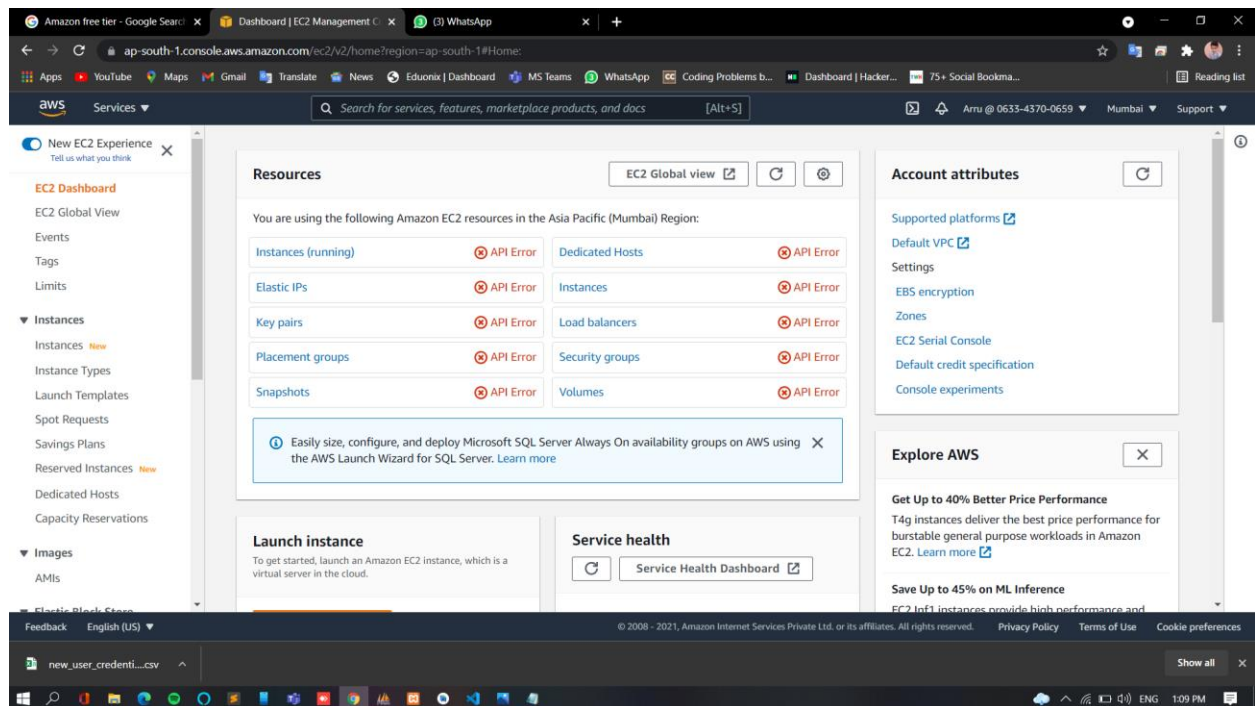 Amazon free tier - Google Search
Dashboard | EC2 Management C
(3) WhatsApp
ap-south-1.console.aws.amazon.com/ec2/v2/home?region=ap-south-1#Home:
Apps YouTube Maps Gmail Translate News Eduonix | Dashboard MS Teams WhatsApp Coding Problems b... Dashboard | Hacker... 75+ Social Bookma... Reading list
aws Services ▼ Search for services, features, marketplace products, and docs [Alt+S] Arru @ 0633-4370-0659 ▼ Mumbai ▼ Support ▼
New EC2 Experience
Tell us what you think
EC2 Dashboard
EC2 Global View
Events
Tags
Limits
Instances
Instances New
Instance Types
Launch Templates
Spot Requests
Savings Plans
Reserved Instances New
Dedicated Hosts
Capacity Reservations
Images
AMIs
Elastic Block Store
Resources
EC2 Global view
You are using the following Amazon EC2 resources in the Asia Pacific (Mumbai) Region:
Instances (running) API Error Dedicated Hosts API Error
Elastic IPs API Error Instances API Error
Key pairs API Error Load balancers API Error
Placement groups API Error Security groups API Error
Snapshots API Error Volumes API Error
Easily size, configure, and deploy Microsoft SQL Server Always On availability groups on AWS using
the AWS Launch Wizard for SQL Server. Learn more
Launch instance
To get started, launch an Amazon EC2 instance, which is a
virtual server in the cloud.
Service health
Service Health Dashboard
Account attributes
Supported platforms
Default VPC
Settings
EBS encryption
Zones
EC2 Serial Console
Default credit specification
Console experiments
Explore AWS
Get Up to 40% Better Price Performance
T4g instances deliver the best price performance for
burstable general purpose workloads in Amazon
EC2. Learn more
Save Up to 45% on ML Inference
EC2 Inf1 instances provide high performance and
Feedback English (US) ▼ © 2008 - 2021, Amazon Internet Services Private Ltd. or its affiliates. All rights reserved. Privacy Policy Terms of Use Cookie preferences
new_user_credenti....csv Show all
ENG 1:09 PM